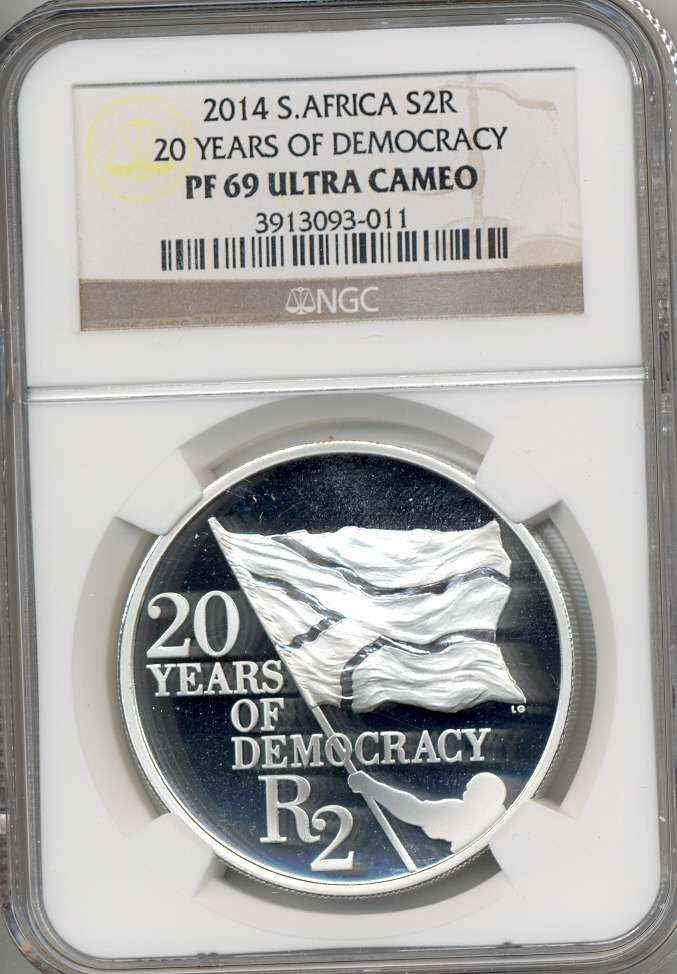 2014 S.AFRICA S2R
20 YEARS OF DEMOCRACY
PF 69 ULTRA CAMEO
3913093-011
NGC
20
YEARS
OF
DEMOCRACY
R2
LG